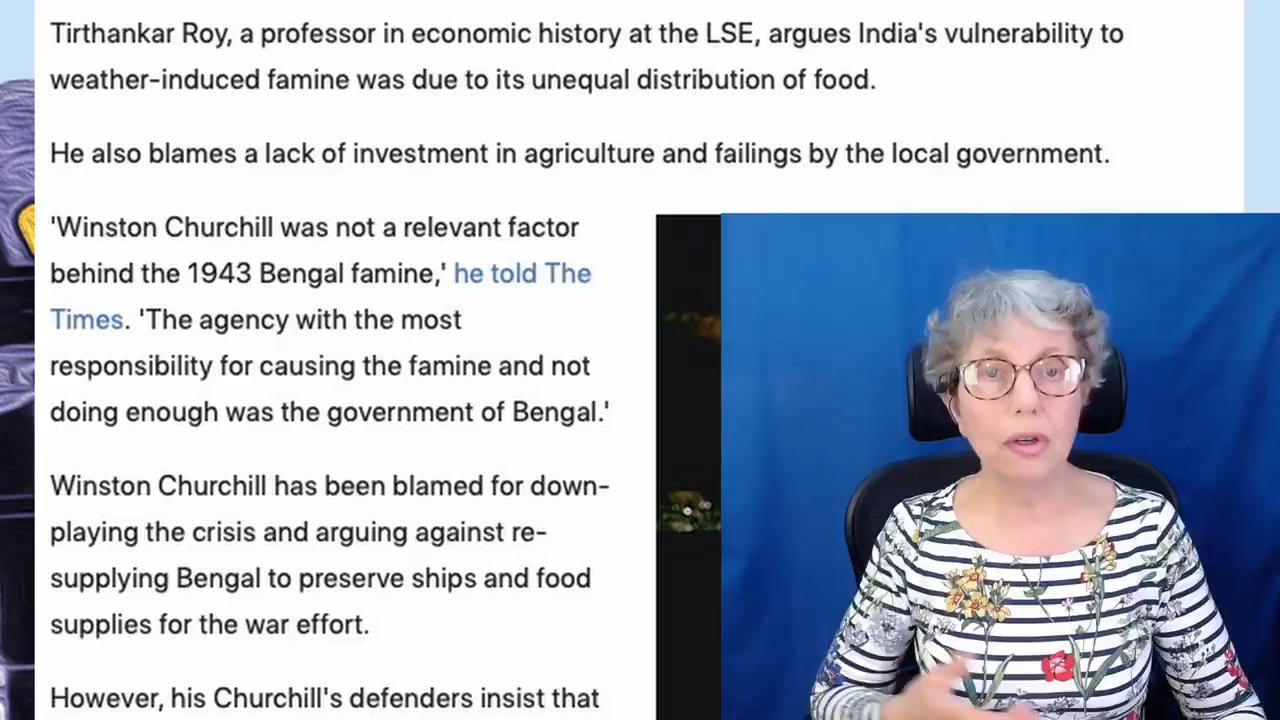 Tirthankar Roy, a professor in economic history at the LSE, argues India's vulnerability to
weather-induced famine was due to its unequal distribution of food.
He also blames a lack of investment in agriculture and failings by the local government.
'Winston Churchill was not a relevant factor
behind the 1943 Bengal famine,' he told The
Times. 'The agency with the most
responsibility for causing the famine and not
doing enough was the government of Bengal.'
Winston Churchill has been blamed for down-
playing the crisis and arguing against re-
supplying Bengal to preserve ships and food
supplies for the war effort.
However, his Churchill's defenders insist that